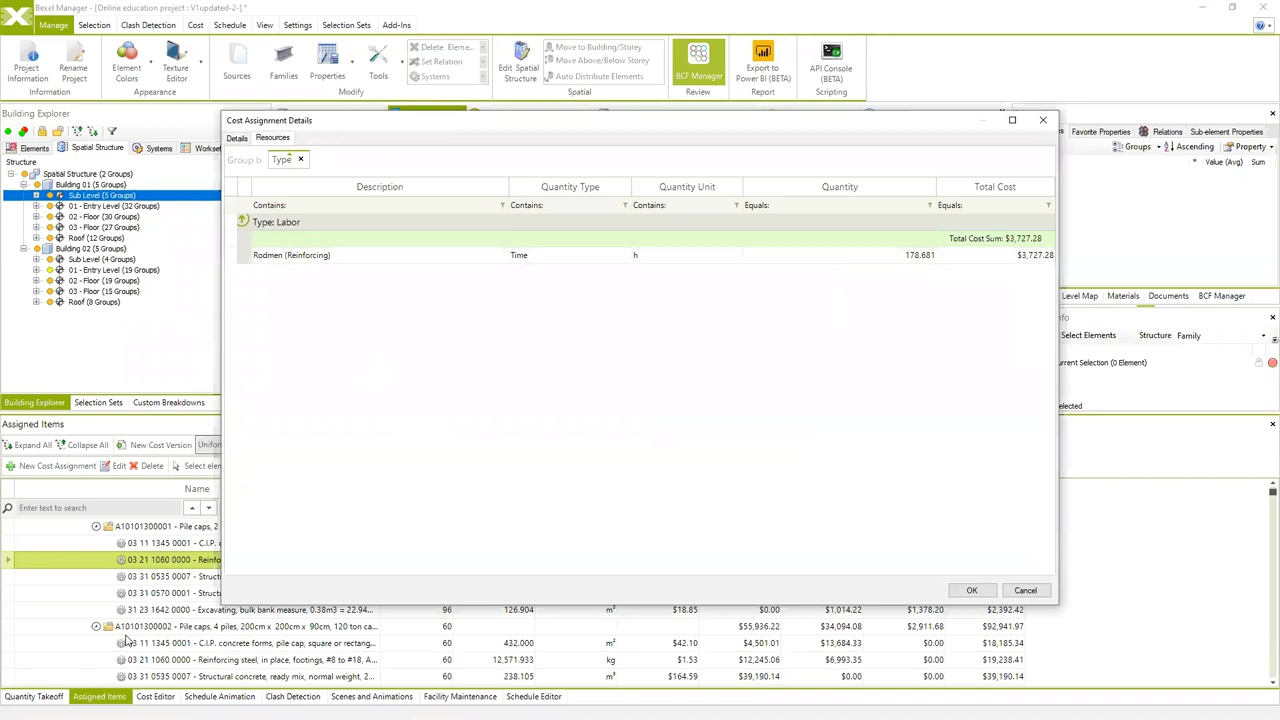 Bexel Manager - [Online education project : V1updated-2-] *
Manage Selection Clash Detection Cost Schedule View Settings Selection Sets Add-Ins
Project Information
Rename Project
Element Colors
Texture Editor
Sources
Families
Properties
Tools
Delete Eleme...
Set Relation
Systems
Edit Spatial Structure
Move to Building/Storey
Move Above/Below Storey
Auto Distribute Elements
BCF Manager
Export to Power BI (BETA)
API Console (BETA)
Information Appearance Modify Spatial Review Report Scripting
Building Explorer
Elements Spatial Structure Systems Workse
Structure
Spatial Structure (2 Groups)
Building 01 (5 Groups)
Sub Level (5 Groups)
01 - Entry Level (32 Groups)
02 - Floor (30 Groups)
03 - Floor (27 Groups)
Roof (12 Groups)
Building 02 (5 Groups)
Sub Level (4 Groups)
01 - Entry Level (19 Groups)
02 - Floor (19 Groups)
03 - Floor (15 Groups)
Roof (8 Groups)
Building Explorer Selection Sets Custom Breakdowns
Cost Assignment Details
Details Resources
Group b Type
Description Quantity Type Quantity Unit Quantity Total Cost
Contains: Contains: Contains: Equals: Equals:
Type: Labor
Total Cost Sum: $3,727.28
Rodmen (Reinforcing) Time h 178.681 $3,727.28
OK Cancel
Favorite Properties Relations Sub-element Properties
Groups Ascending Property
Value (Avg) Sum
Level Map Materials Documents BCF Manager
fo
Select Elements Structure Family
urrent Selection (0 Element)
elected
Assigned Items
Expand All Collapse All New Cost Version Unifor
New Cost Assignment Edit Delete Select elen
Name
Enter text to search
A10101300001 - Pile caps, 2
03 11 1345 0001 - C.I.P. c
03 21 1060 0000 - Reinfo
03 31 0535 0007 - Struct
03 31 0570 0001 - Struct
31 23 1642 0000 - Excavating, bulk bank measure, 0.38m3 = 22.94... 96 126.904 m³ $18.85 $0.00 $1,014.22 $1,378.20 $2,392.42
A10101300002 - Pile caps, 4 piles, 200cm x 200cm x 90cm, 120 ton ca... 60 $55,936.22 $34,094.08 $2,911.68 $92,941.97
03 11 1345 0001 - C.I.P. concrete forms, pile cap, square or rectang... 60 432.000 m² $42.10 $4,501.01 $13,684.33 $0.00 $18,185.34
03 21 1060 0000 - Reinforcing steel, in place, footings, #8 to #18, A... 60 12,571.933 kg $1.53 $12,245.06 $6,993.35 $0.00 $19,238.41
03 31 0535 0007 - Structural concrete, ready mix, normal weight, 2... 60 238.105 m³ $164.59 $39,190.14 $0.00 $0.00 $39,190.14
Quantity Takeoff Assigned Items Cost Editor Schedule Animation Clash Detection Scenes and Animations Facility Maintenance Schedule Editor